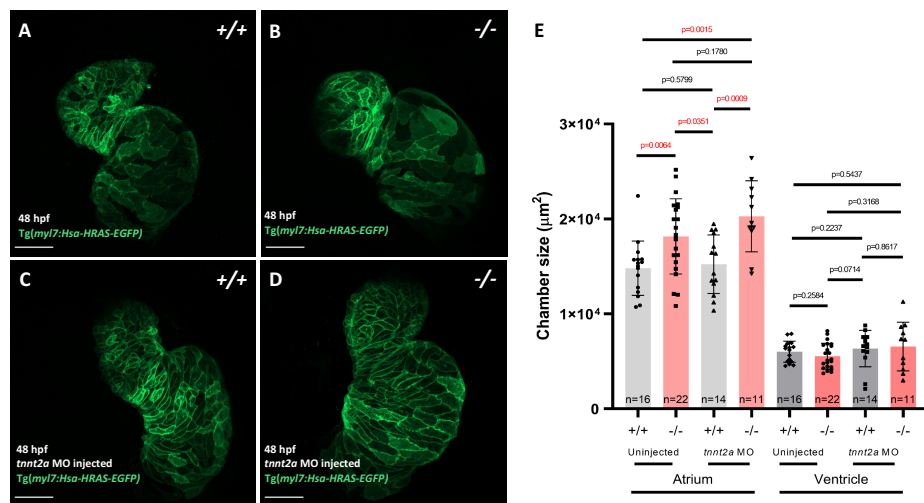 A
+/+
48 hpf
Tg(myl7:Hsa-HRAS-EGFP)
B
-/-
48 hpf
Tg(myl7:Hsa-HRAS-EGFP)
C
+/+
48 hpf
tnnt2a MO injected
Tg(myl7:Hsa-HRAS-EGFP)
D
-/-
48 hpf
tnnt2a MO injected
Tg(myl7:Hsa-HRAS-EGFP)
E
p=0.0015
p=0.1780
p=0.5799
p=0.0009
p=0.0351
p=0.0064
p=0.5437
p=0.3168
p=0.2237
p=0.8617
p=0.0714
p=0.2584
Chamber size (μm²)
3×10⁴
2×10⁴
1×10⁴
0
n=16 n=22 n=14 n=11 n=16 n=22 n=14 n=11
+/+ -/- +/+ -/- +/+ -/- +/+ -/-
Uninjected tnnt2a MO Uninjected tnnt2a MO
Atrium Ventricle